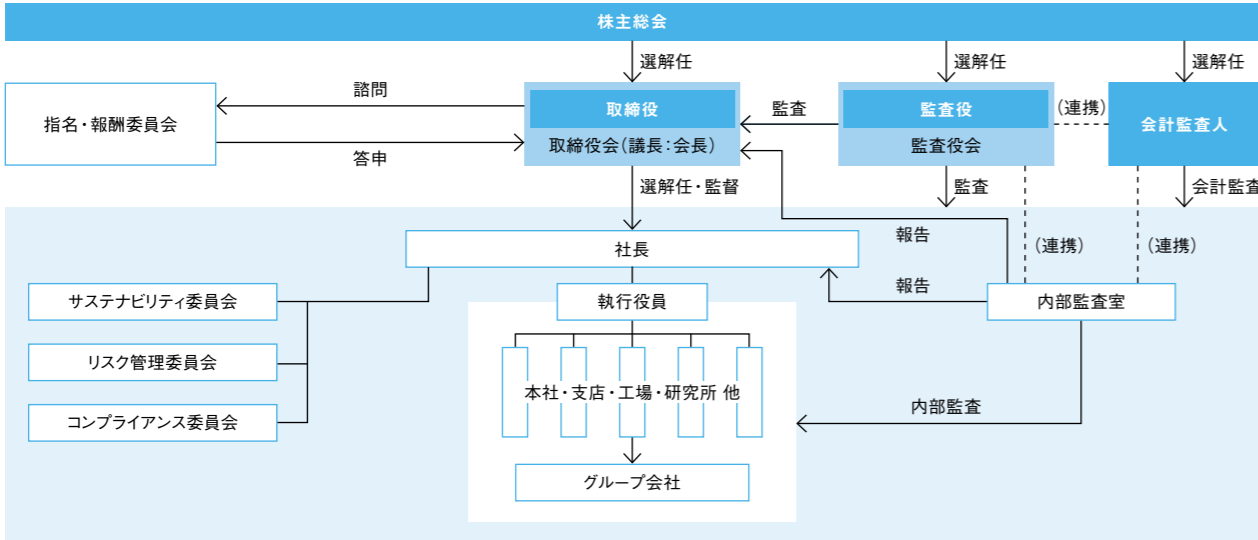 株主総会
選解任
選解任
選解任
諮問
指名・報酬委員会
答申
取締役
取締役会(議長:会長)
監査
監査役
監査役会
(連携)
会計監査人
選解任・監督
監査
会計監査
社長
報告
(連携)
(連携)
報告
内部監査室
サステナビリティ委員会
執行役員
リスク管理委員会
本社・支店・工場・研究所 他
コンプライアンス委員会
内部監査
グループ会社